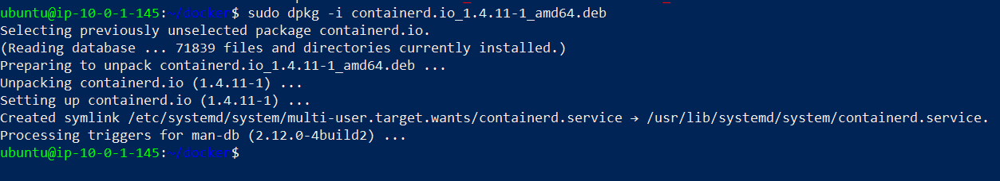 ubuntu@ip-10-0-1-145:~/docker$ sudo dpkg -i containerd.io_1.4.11-1_amd64.deb
Selecting previously unselected package containerd.io.
(Reading database ... 71839 files and directories currently installed.)
Preparing to unpack containerd.io_1.4.11-1_amd64.deb ...
Unpacking containerd.io (1.4.11-1) ...
Setting up containerd.io (1.4.11-1) ...
Created symlink /etc/systemd/system/multi-user.target.wants/containerd.service → /usr/lib/systemd/system/containerd.service.
Processing triggers for man-db (2.12.0-4build2) ...
ubuntu@ip-10-0-1-145:~/docker$